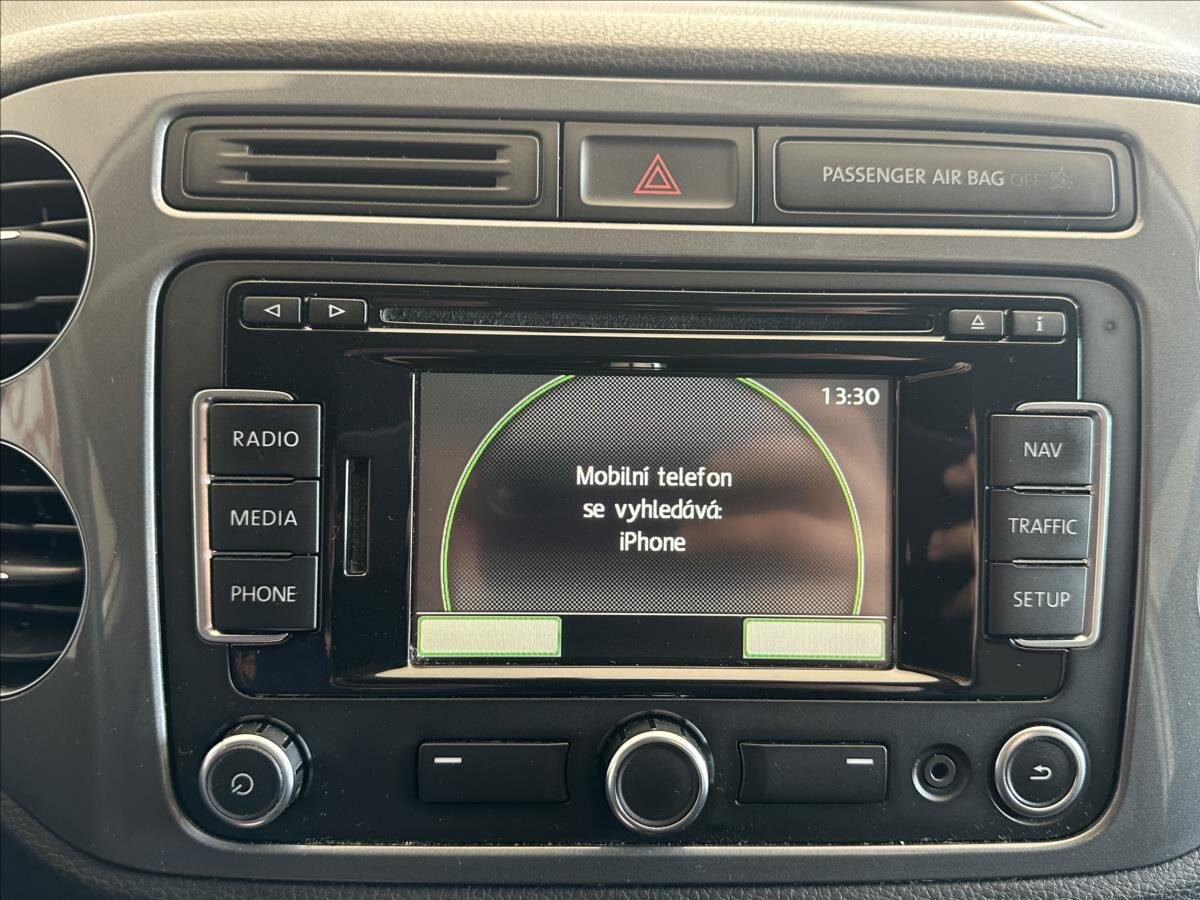 PASSENGER AIR BAG OFF
i
13:30
RADIO
MEDIA
PHONE
Mobilní telefon
se vyhledává:
iPhone
NAV
TRAFFIC
SETUP